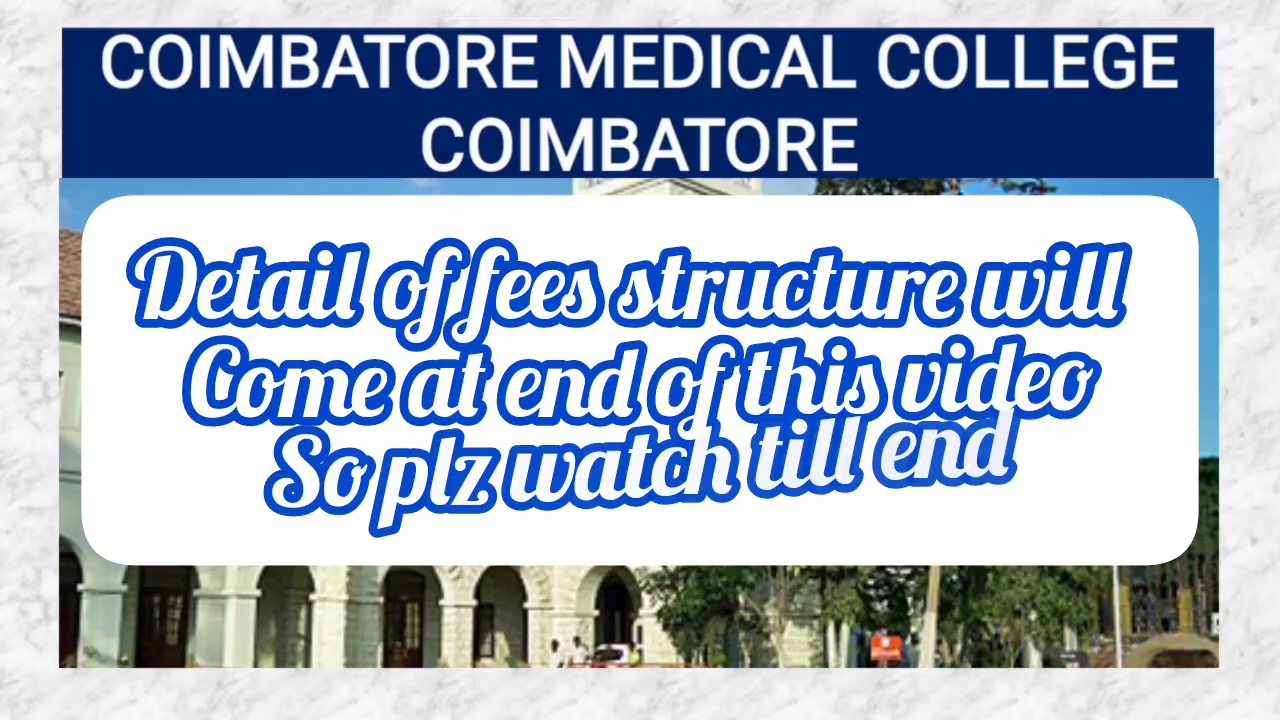 COIMBATORE MEDICAL COLLEGE
COIMBATORE
Detail of fees structure will
Come at end of this video
So plz watch till end